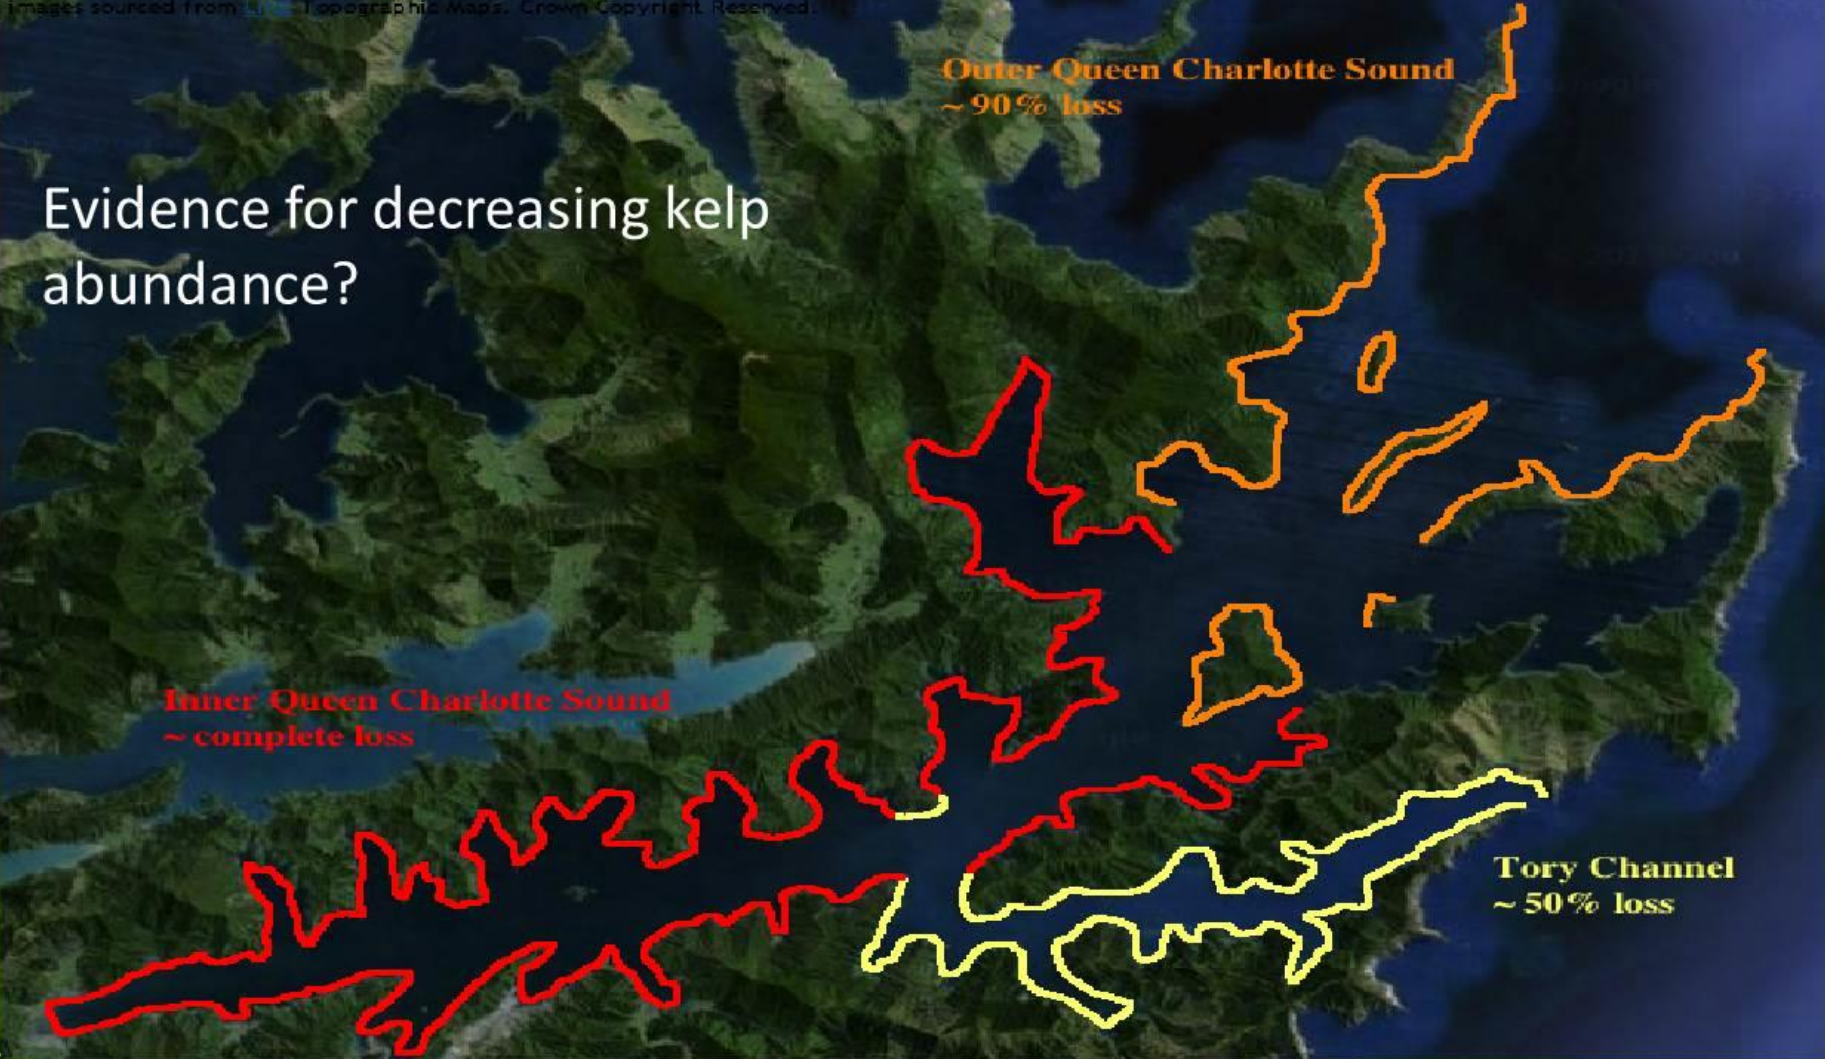 images sourced from LINZ Topographic Maps. Crown Copyright Reserved.
Outer Queen Charlotte Sound
~90% loss
Evidence for decreasing kelp
abundance?
Inner Queen Charlotte Sound
~complete loss
Tory Channel
~50% loss